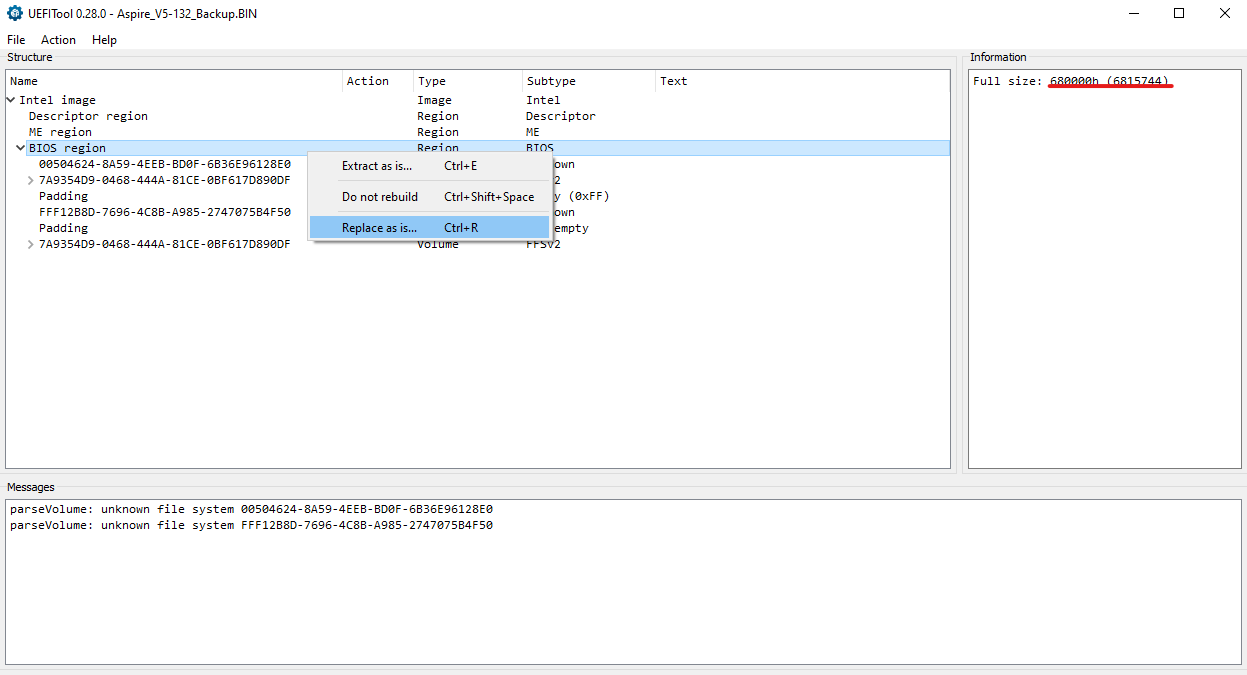 UEFITool 0.28.0 - Aspire_V5-132_Backup.BIN
File Action Help
Structure
Name Action Type Subtype Text
Intel image Image Intel
Descriptor region Region Descriptor
ME region Region ME
BIOS region Region BIOS
00504624-8A59-4EEB-BD0F-6B36E96128E0 own
7A9354D9-0468-444A-81CE-0BF617D890DF 2
Padding y (0xFF)
FFF12B8D-7696-4C8B-A985-2747075B4F50 own
Padding empty
7A9354D9-0468-444A-81CE-0BF617D890DF Volume FFSv2
Extract as is... Ctrl+E
Do not rebuild Ctrl+Shift+Space
Replace as is... Ctrl+R
Information
Full size: 680000h (6815744)
Messages
parseVolume: unknown file system 00504624-8A59-4EEB-BD0F-6B36E96128E0
parseVolume: unknown file system FFF12B8D-7696-4C8B-A985-2747075B4F50